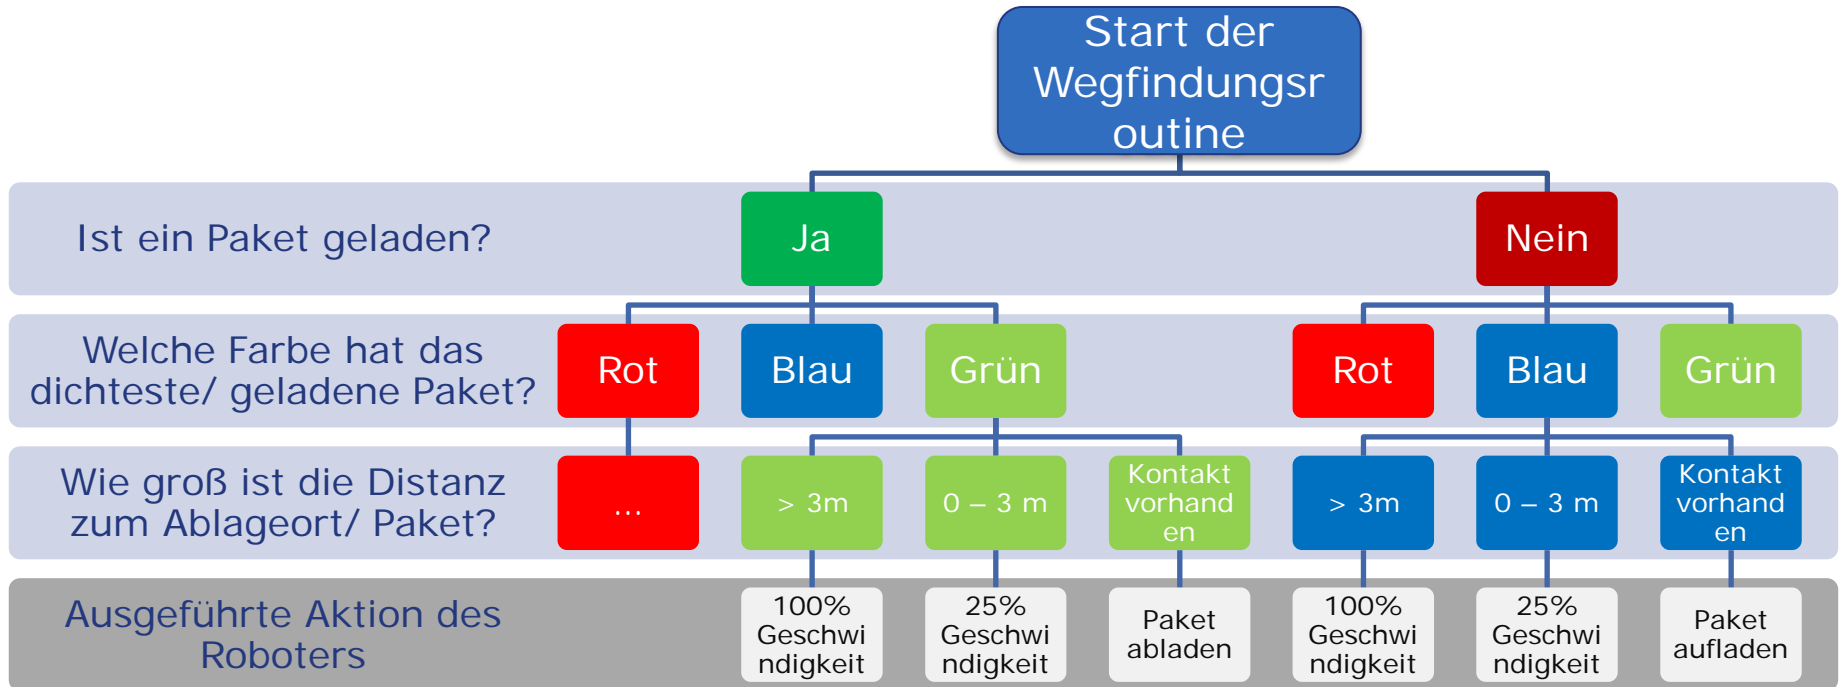 Start der
Wegfindungsr
outine
Ist ein Paket geladen?
Ja
Nein
Welche Farbe hat das
dichteste/ geladene Paket?
Rot
Blau
Grün
Rot
Blau
Grün
Wie groß ist die Distanz
zum Ablageort/ Paket?
...
> 3m
0 – 3 m
Kontakt
vorhand
en
> 3m
0 – 3 m
Kontakt
vorhand
en
Ausgeführte Aktion des
Roboters
100%
Geschwi
ndigkeit
25%
Geschwi
ndigkeit
Paket
abladen
100%
Geschwi
ndigkeit
25%
Geschwi
ndigkeit
Paket
aufladen